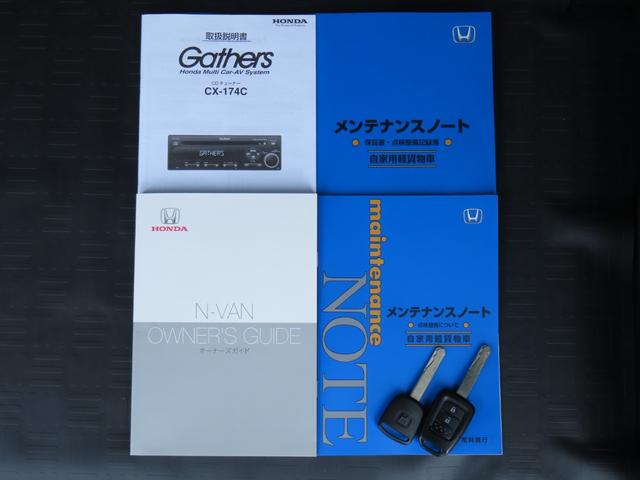 HONDA
取扱説明書
Gathers
Honda Multi Car-AV System
CDチューナー
CX-174C
GATHERS
メンテナンスノート
保証書・点検整備記録簿
自家用軽貨物車
HONDA
N-VAN
OWNER'S GUIDE
オーナーズガイド
maintenance
NOTE
メンテナンスノート
点検整備について
自家用軽貨物車